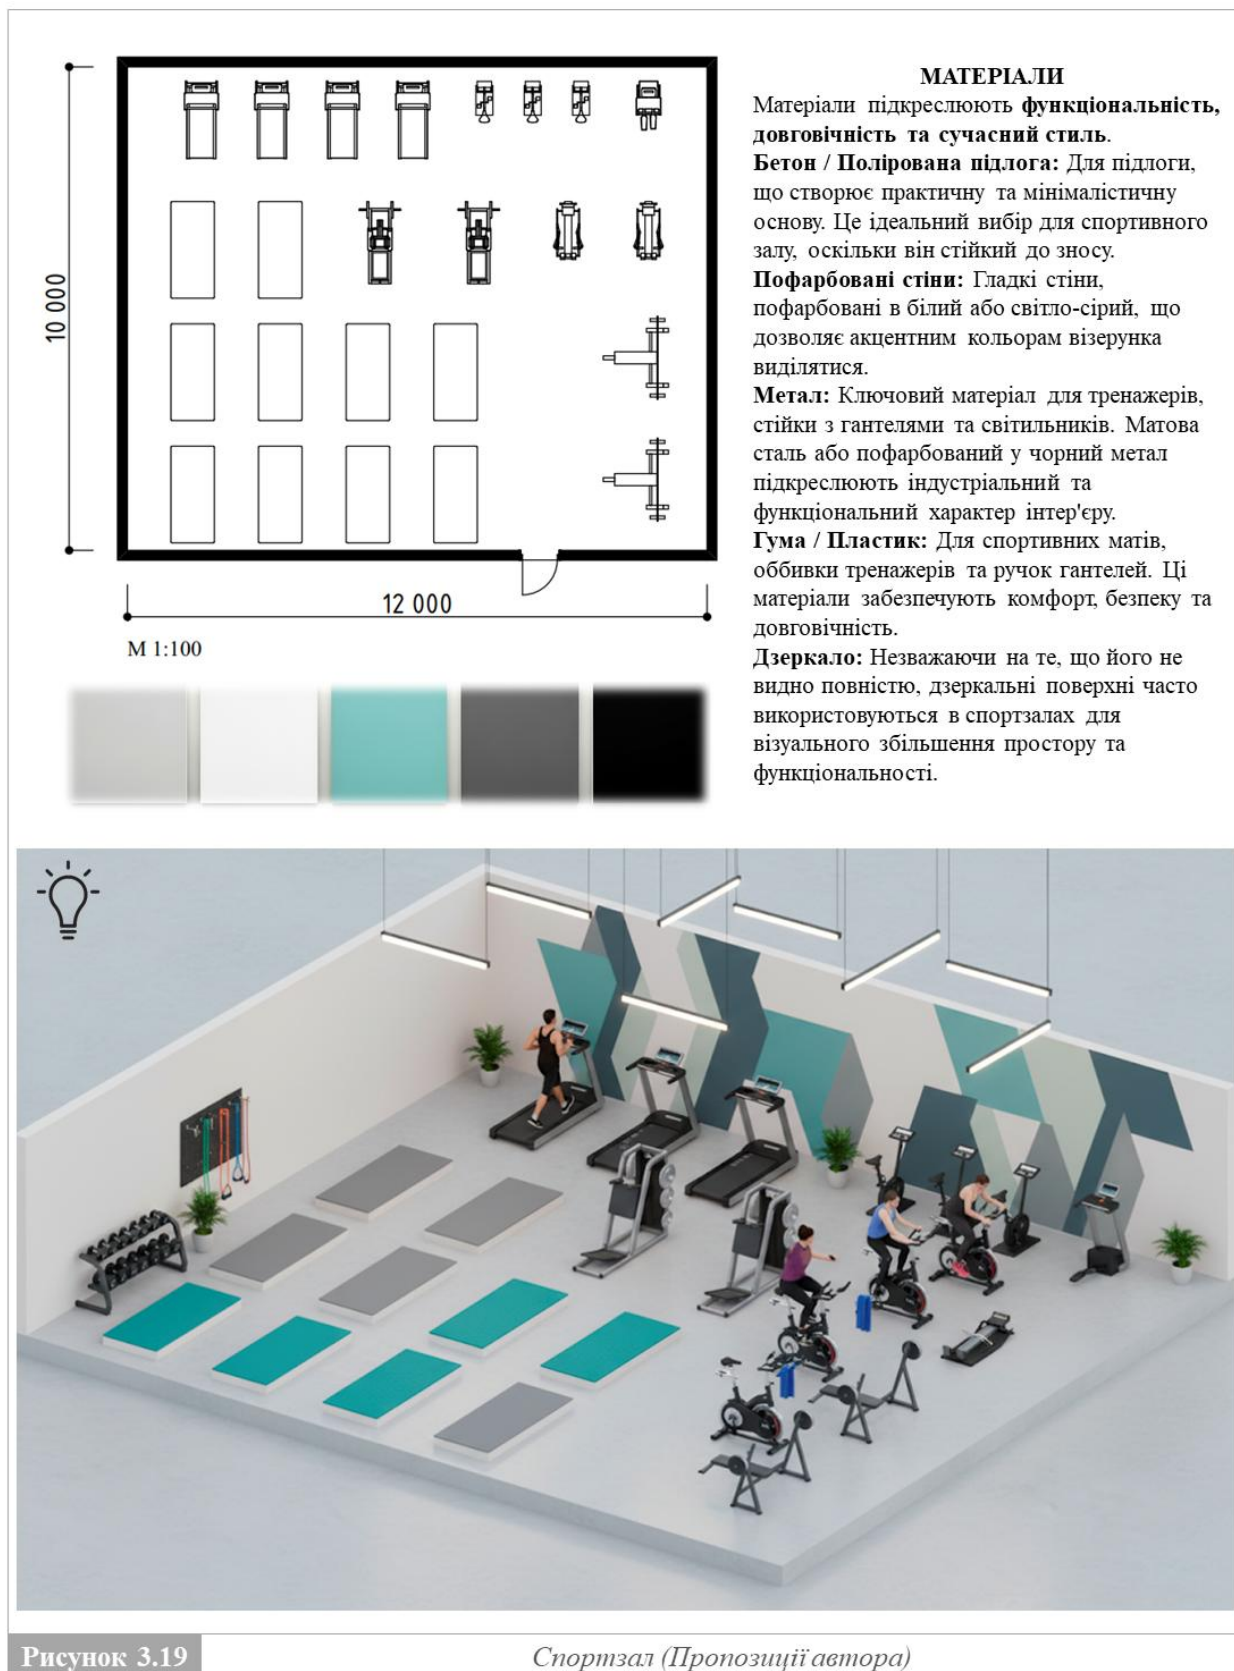 10 000
12 000
М 1:100
МАТЕРІАЛИ
Матеріали підкреслюють функціональність,
довговічність та сучасний стиль.
Бетон / Полірована підлога: Для підлоги,
що створює практичну та мінімалістичну
основу. Це ідеальний вибір для спортивного
залу, оскільки він стійкий до зносу.
Пофарбовані стіни: Гладкі стіни,
пофарбовані в білий або світло-сірий, що
дозволяє акцентним кольорам візерунка
виділятися.
Метал: Ключовий матеріал для тренажерів,
стійки з гантелями та світильників. Матова
сталь або пофарбований у чорний метал
підкреслюють індустріальний та
функціональний характер інтер'єру.
Гума / Пластик: Для спортивних матів,
оббивки тренажерів та ручок гантелей. Ці
матеріали забезпечують комфорт, безпеку та
довговічність.
Дзеркало: Незважаючи на те, що його не
видно повністю, дзеркальні поверхні часто
використовуються в спортзалах для
візуального збільшення простору та
функціональності.
Рисунок 3.19
Спортзал (Пропозиції автора)